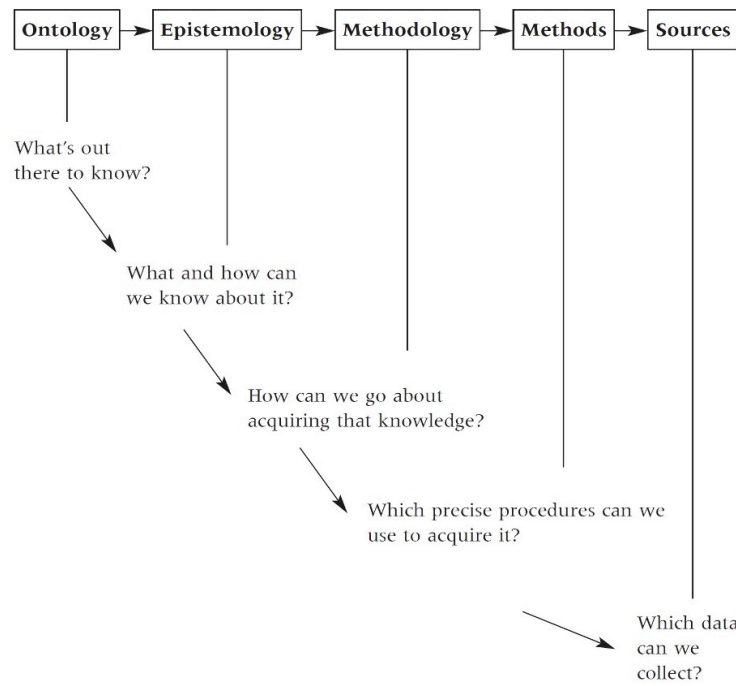 Ontology Epistemology Methodology Methods Sources
What's out
there to know?
What and how can
we know about it?
How can we go about
acquiring that knowledge?
Which precise procedures can we
use to acquire it?
Which data
can we
collect?